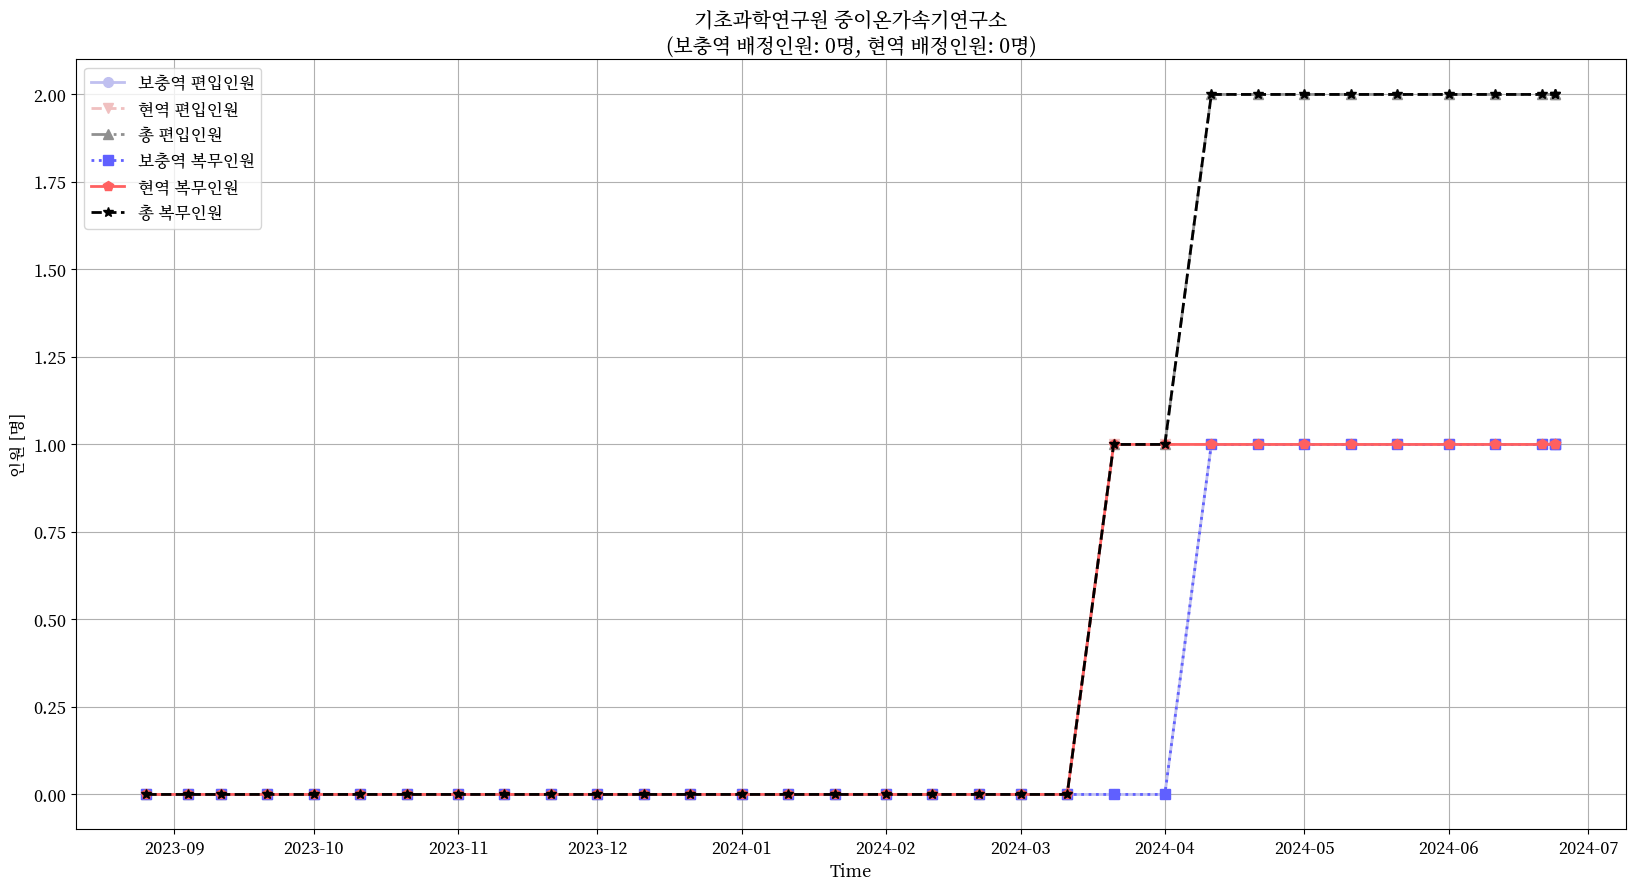 기초과학연구원 중이온가속기연구소
(보충역 배정인원: 0명, 현역 배정인원: 0명)
보충역 편입인원
현역 편입인원
총 편입인원
보충역 복무인원
현역 복무인원
총 복무인원
2.00
1.75
1.50
1.25
1.00
0.75
0.50
0.25
0.00
인원 [명]
2023-09 2023-10 2023-11 2023-12 2024-01 2024-02 2024-03 2024-04 2024-05 2024-06 2024-07
Time